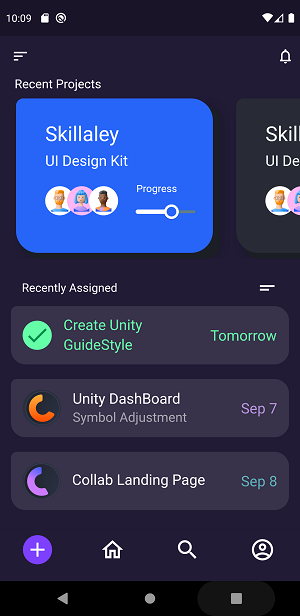 10:09
Recent Projects
Skillaley
UI Design Kit
Progress
Skill
UI De
Recently Assigned
Create Unity
GuideStyle
Tomorrow
Unity DashBoard
Symbol Adjustment
Sep 7
Collab Landing Page
Sep 8